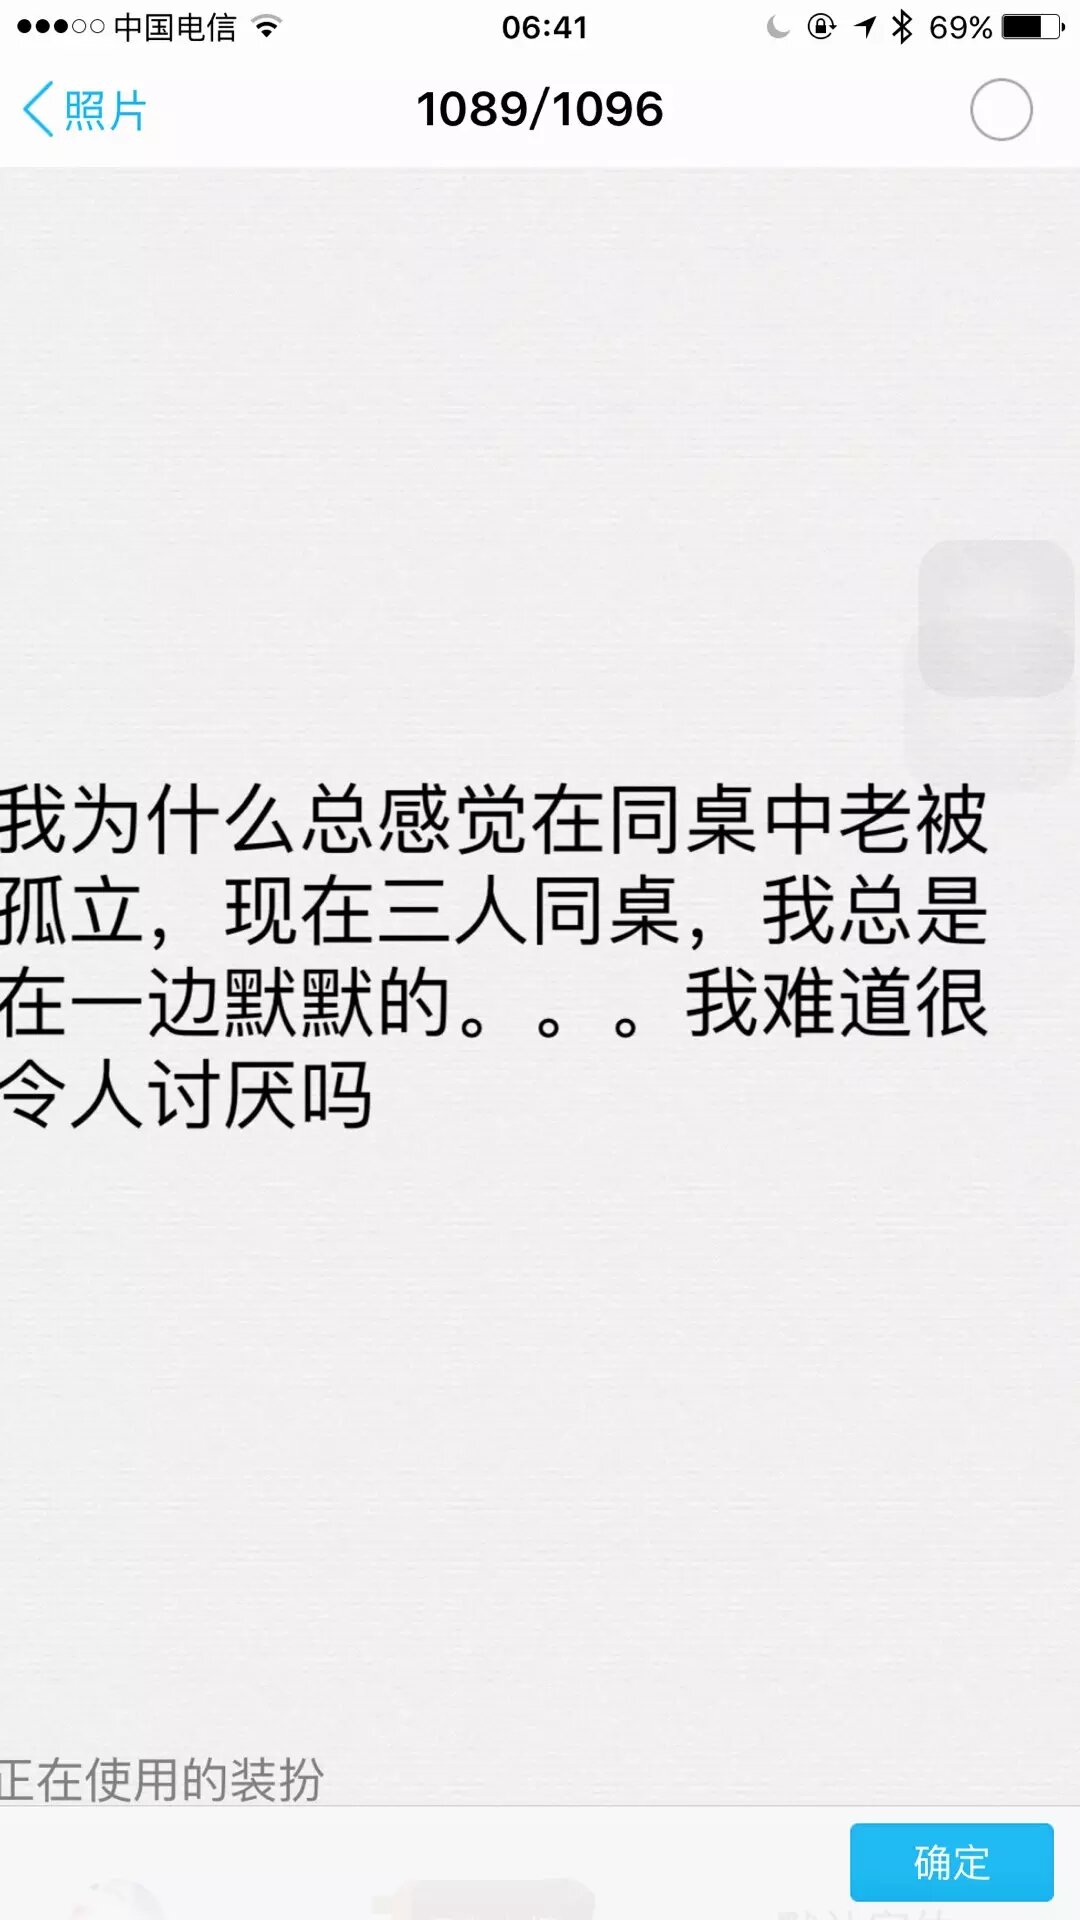 中国电信 06:41 69%
照片 1089/1096
我为什么总感觉在同桌中老被
孤立，现在三人同桌，我总是
在一边默默的。。。我难道很
令人讨厌吗
正在使用的装扮
确定